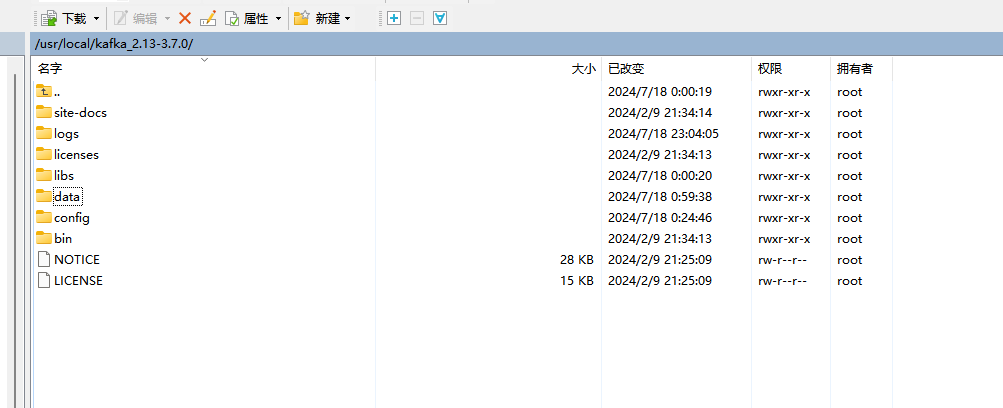 下载 编辑 属性 新建
/usr/local/kafka_2.13-3.7.0/
名字 大小 已改变 权限 拥有者
.. 2024/7/18 0:00:19 rwxr-xr-x root
site-docs 2024/2/9 21:34:14 rwxr-xr-x root
logs 2024/7/18 23:04:05 rwxr-xr-x root
licenses 2024/2/9 21:34:13 rwxr-xr-x root
libs 2024/7/18 0:00:20 rwxr-xr-x root
data 2024/7/18 0:59:38 rwxr-xr-x root
config 2024/7/18 0:24:46 rwxr-xr-x root
bin 2024/2/9 21:34:13 rwxr-xr-x root
NOTICE 28 KB 2024/2/9 21:25:09 rw-r--r-- root
LICENSE 15 KB 2024/2/9 21:25:09 rw-r--r-- root